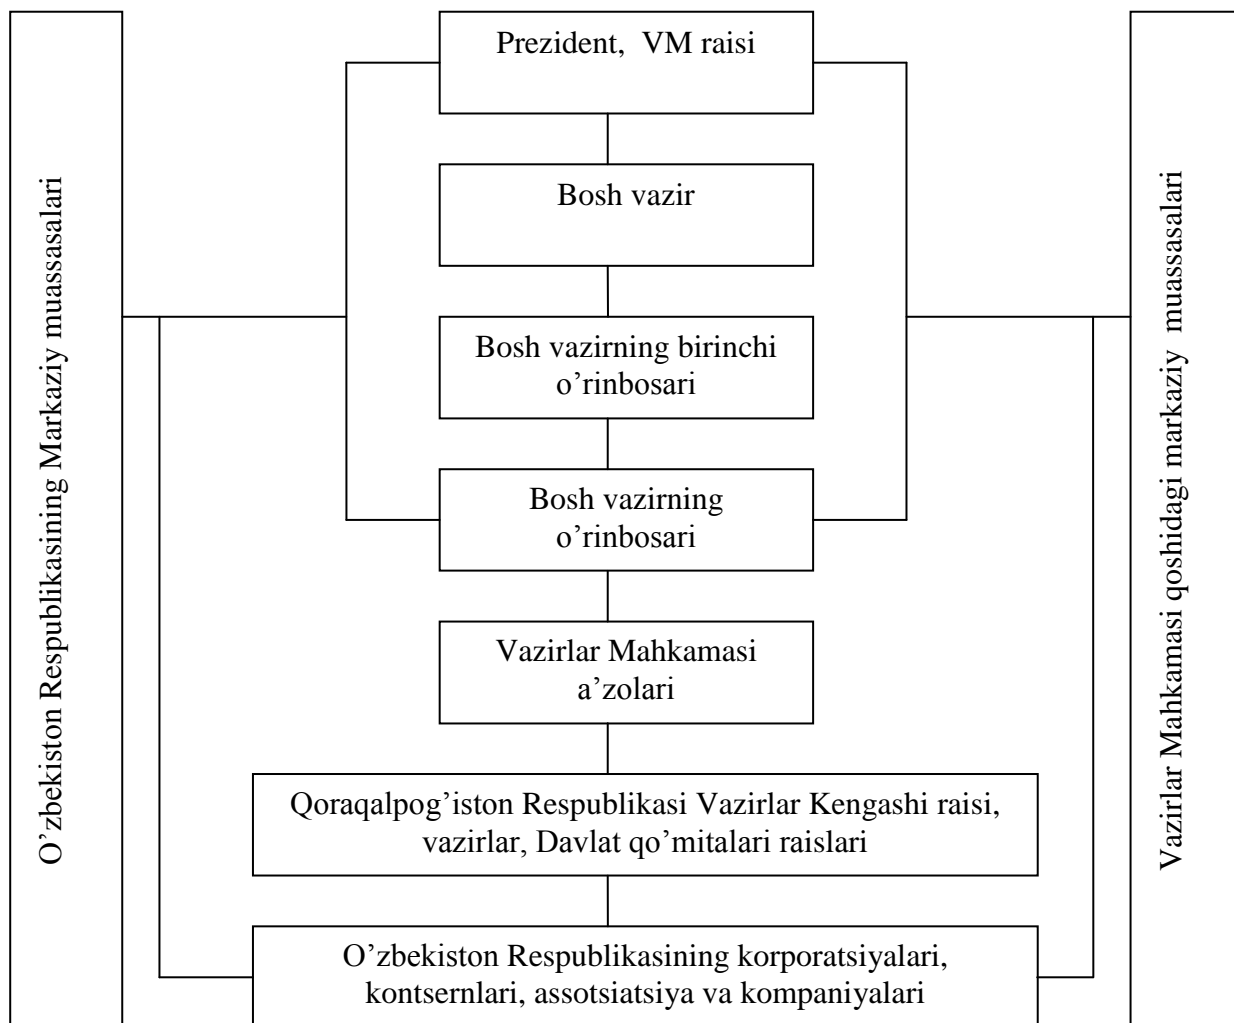 O’zbekiston Respublikasining Markaziy muassasalari
Prezident, VM raisi
Bosh vazir
Bosh vazirning birinchi
o’rinbosari
Bosh vazirning
o’rinbosari
Vazirlar Mahkamasi
a’zolari
Qoraqalpog’iston Respublikasi Vazirlar Kengashi raisi,
vazirlar, Davlat qo’mitalari raislari
O’zbekiston Respublikasining korporatsiyalari,
kontsernlari, assotsiatsiya va kompaniyalari
Vazirlar Mahkamasi qoshidagi markaziy muassasalari